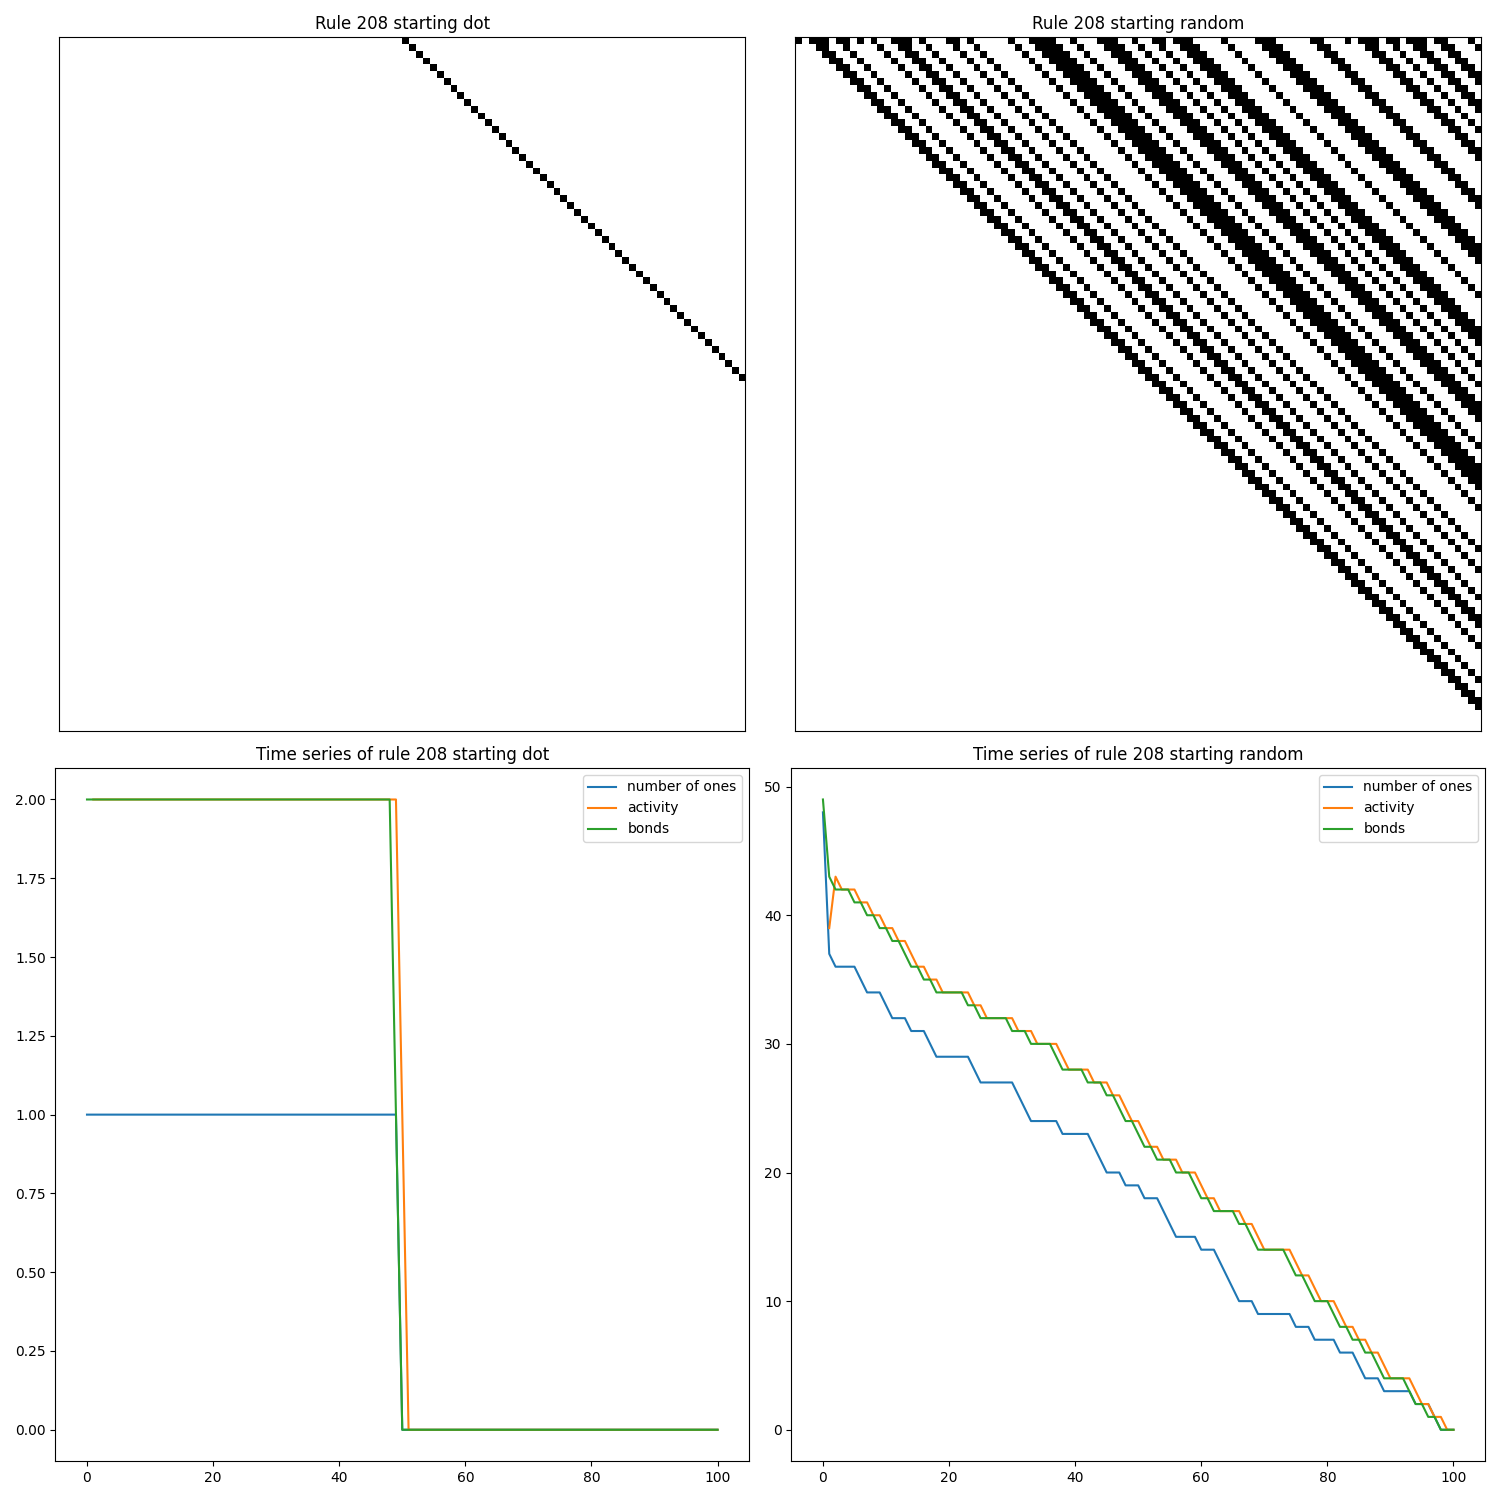 Rule 208 starting dot
Rule 208 starting random
Time series of rule 208 starting dot
number of ones
activity
bonds
2.00
1.75
1.50
1.25
1.00
0.75
0.50
0.25
0.00
0 20 40 60 80 100
Time series of rule 208 starting random
number of ones
activity
bonds
50
40
30
20
10
0
0 20 40 60 80 100